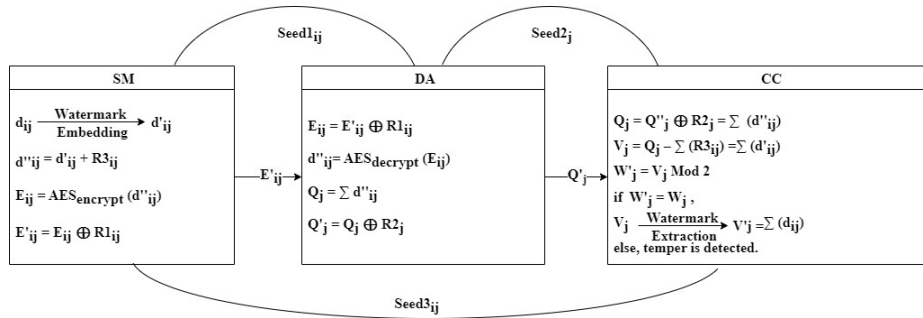 Seed1ij
Seed2j
SM
dij Watermark Embedding d'ij
d''ij = d'ij + R3ij
Eij = AESencrypt (d''ij)
E'ij = Eij ⊕ R1ij
E'ij
DA
Eij = E'ij ⊕ R1ij
d''ij= AESdecrypt (Eij)
Qj = ∑ d''ij
Q'j = Qj ⊕ R2j
Q'j
CC
Qj = Q''j ⊕ R2j = ∑ (d''ij)
Vj = Qj – ∑ (R3ij) =∑ (d'ij)
W'j = Vj Mod 2
if W'j = Wj ,
Vj Watermark Extraction V'j =∑ (dij)
else, temper is detected.
Seed3ij